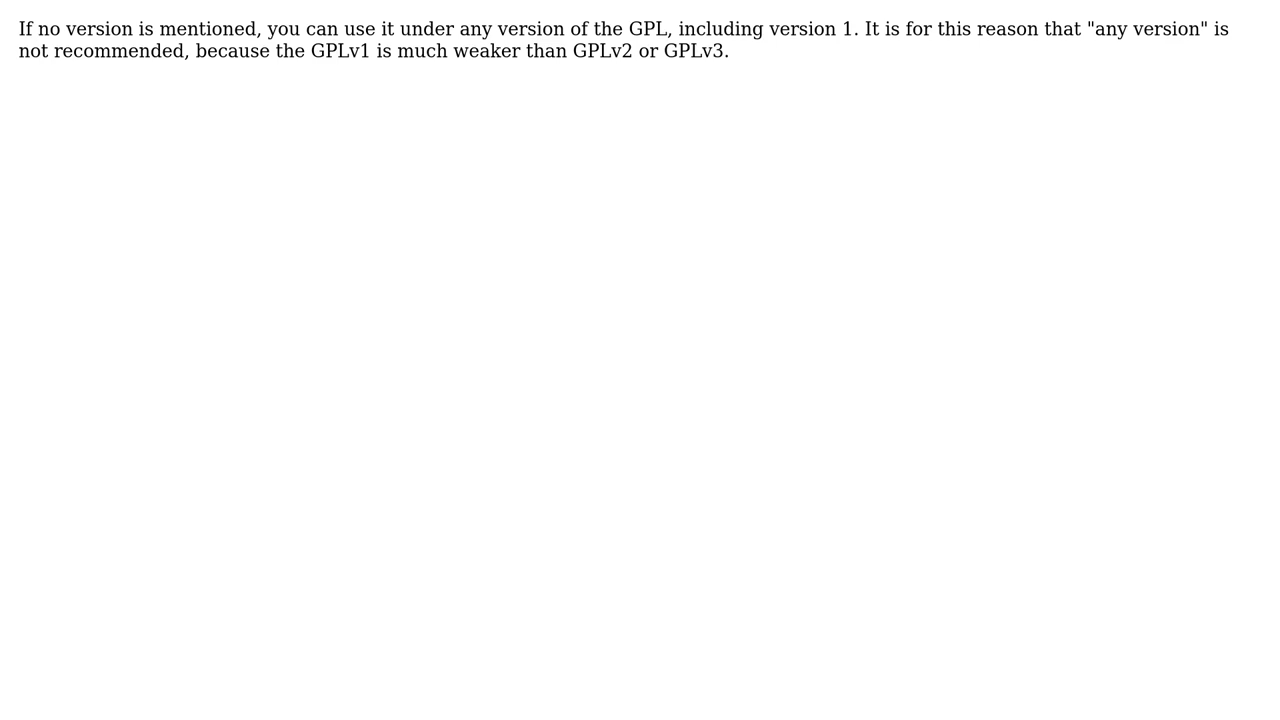 If no version is mentioned, you can use it under any version of the GPL, including version 1. It is for this reason that "any version" is
not recommended, because the GPLv1 is much weaker than GPLv2 or GPLv3.